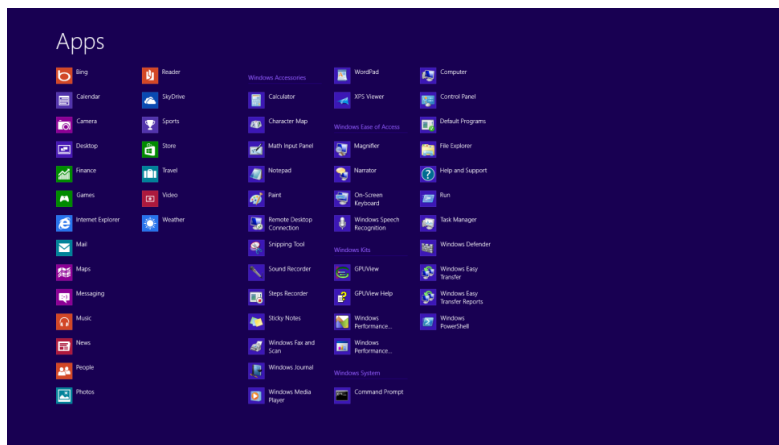 Apps
Bing
Calendar
Camera
Desktop
Finance
Games
Internet Explorer
Mail
Maps
Messaging
Music
News
People
Photos
Reader
SkyDrive
Sports
Store
Travel
Video
Weather
Windows Accessories
Calculator
Character Map
Math Input Panel
Notepad
Paint
Remote Desktop
Connection
Snipping Tool
Sound Recorder
Steps Recorder
Sticky Notes
Windows Fax and
Scan
Windows Journal
Windows Media
Player
WordPad
XPS Viewer
Windows Ease of Access
Magnifier
Narrator
On-Screen
Keyboard
Windows Speech
Recognition
Windows Kits
GPUView
GPUView Help
Windows
Performance...
Windows
Performance...
Windows System
Command Prompt
Computer
Control Panel
Default Programs
File Explorer
Help and Support
Run
Task Manager
Windows Defender
Windows Easy
Transfer
Windows Easy
Transfer Reports
Windows
PowerShell